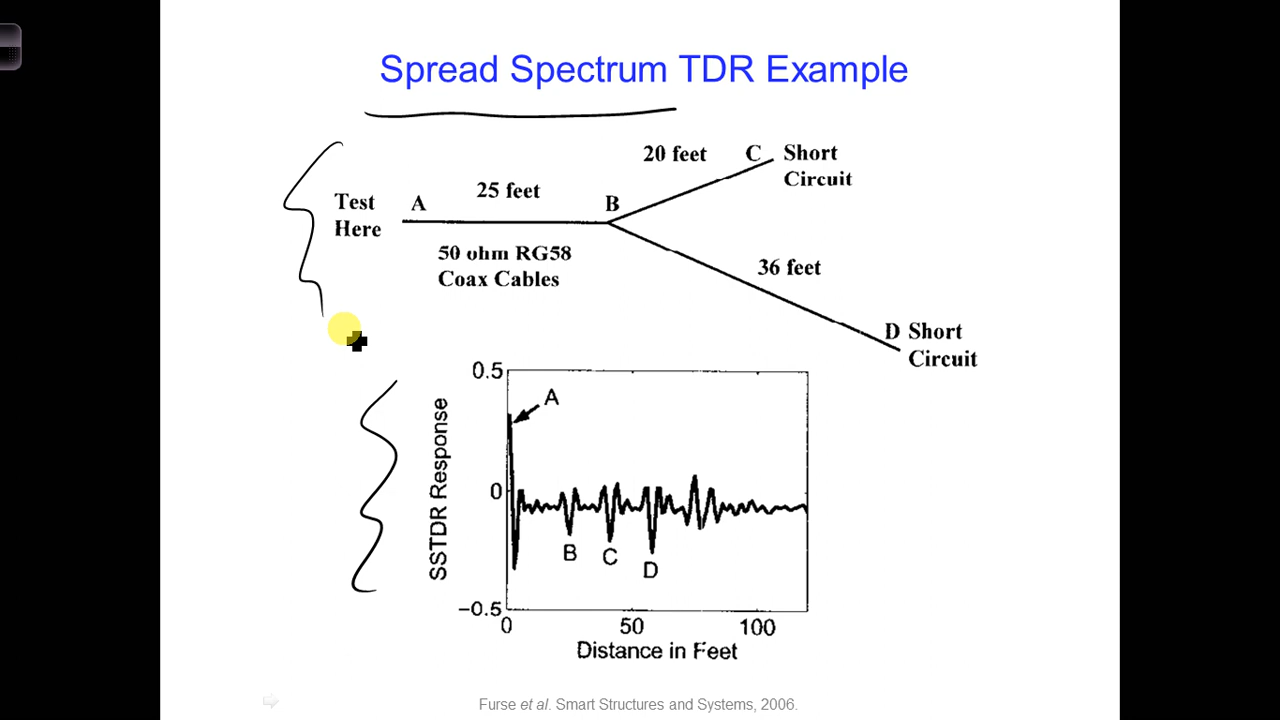 Spread Spectrum TDR Example
20 feet
C Short
Circuit
25 feet
Test
Here
A
B
50 ohm RG58
Coax Cables
36 feet
D Short
Circuit
0.5
A
SSTDR Response
0
B
C
D
−0.5
0
50
100
Distance in Feet
Furse et al. Smart Structures and Systems, 2006.